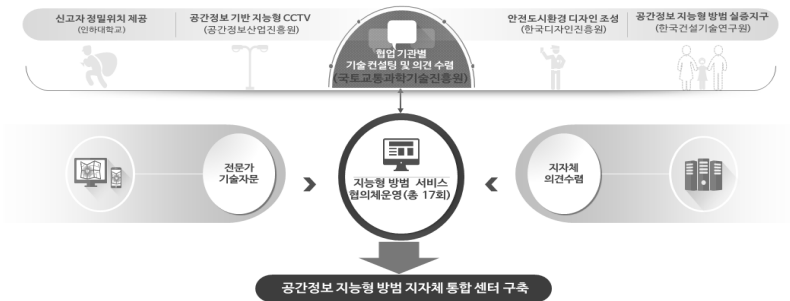 신고자 정밀위치 제공
(인하대학교)
공간정보 기반 지능형 CCTV
(공간정보산업진흥원)
협업 기관별
기술 컨설팅 및 의견 수렴
(국토교통과학기술진흥원)
안전도시환경 디자인 조성
(한국디자인진흥원)
공간정보 지능형 방범 실증지구
(한국건설기술연구원)
전문가
기술자문
지능형 방범 서비스
협의체운영(총 17회)
지자체
의견수렴
공간정보 지능형 방범 지자체 통합 센터 구축